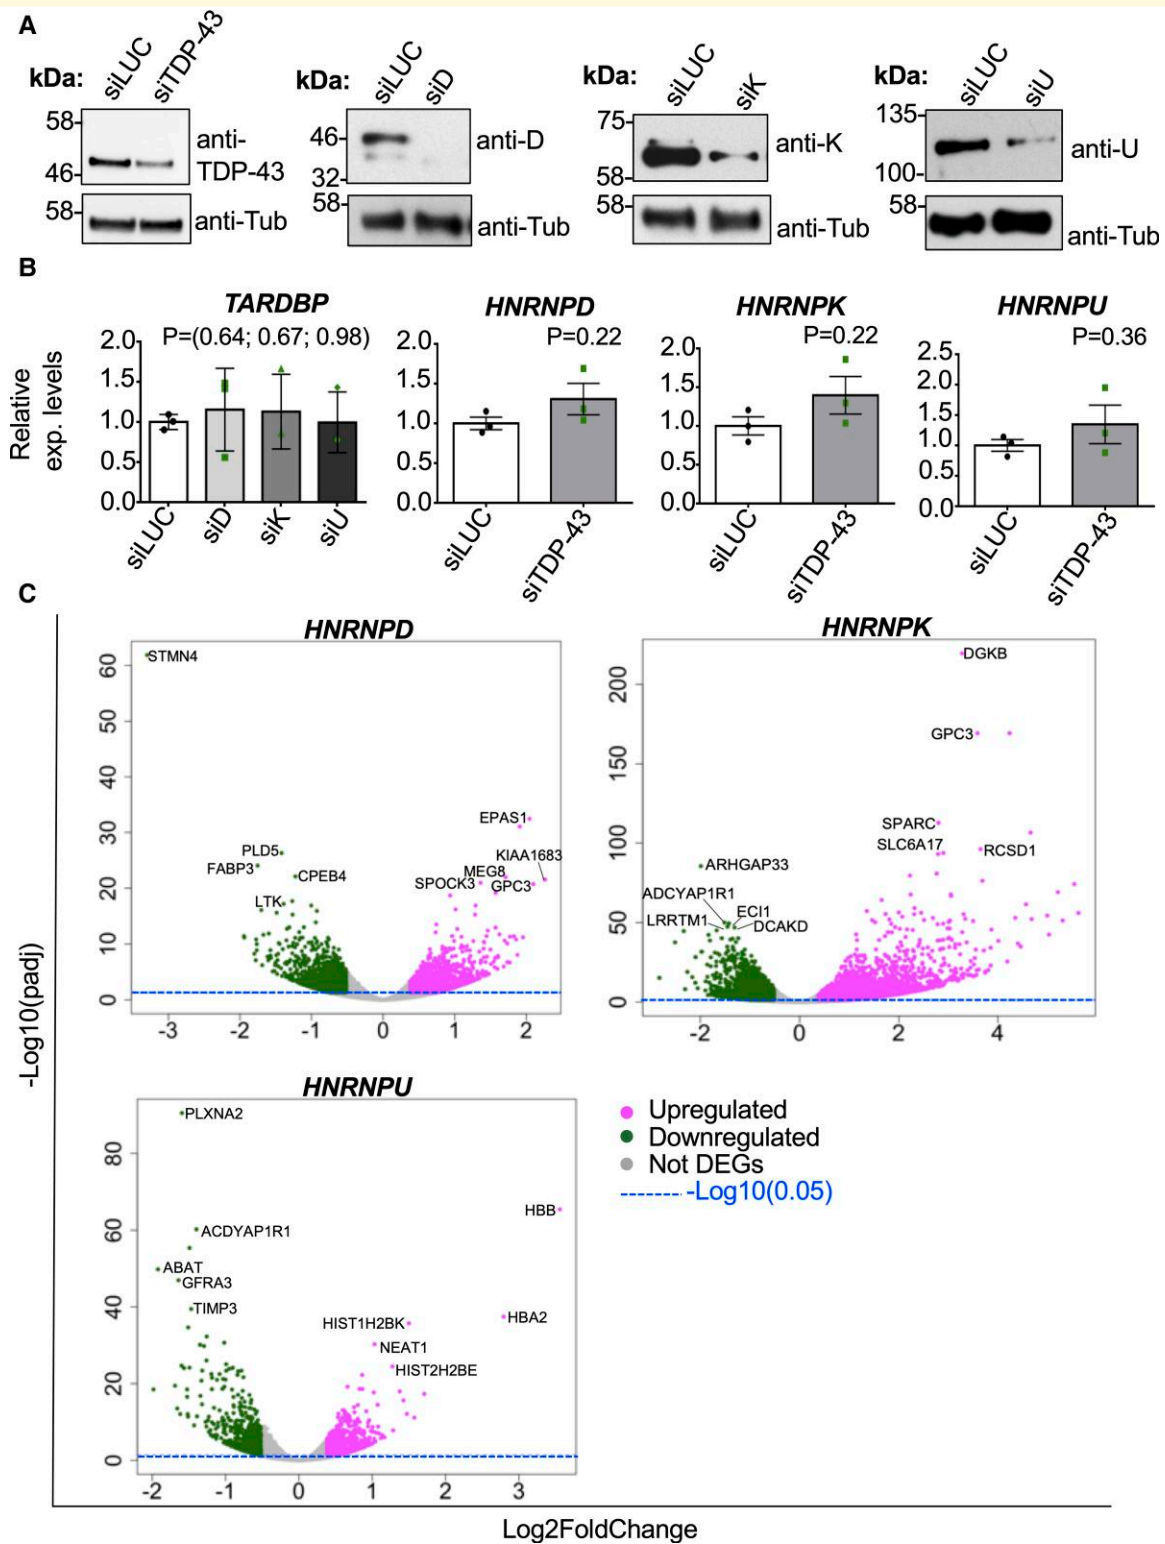 A
kDa:
siLUC
siTDP-43
58-
46-
anti-
TDP-43
58-
anti-Tub
kDa:
siLUC
siD
46-
32-
anti-D
58-
anti-Tub
kDa:
siLUC
siK
75-
58-
anti-K
58-
anti-Tub
kDa:
siLUC
siU
135-
100-
anti-U
58-
anti-Tub
B
Relative
exp. levels
TARDBP
P=(0.64; 0.67; 0.98)
2.0
1.5
1.0
0.5
0.0
siLUC
siD
siK
siU
HNRNPD
P=0.22
2.0
1.5
1.0
0.5
0.0
siLUC
siTDP-43
HNRNPK
P=0.22
2.0
1.5
1.0
0.5
0.0
siLUC
siTDP-43
HNRNPU
P=0.36
2.5
2.0
1.5
1.0
0.5
0.0
siLUC
siTDP-43
C
-Log10(padj)
HNRNPD
60
50
40
30
20
10
0
STMN4
EPAS1
PLD5
FABP3
CPEB4
KIAA1683
MEG8
SPOCK3
GPC3
LTK
-3 -2 -1 0 1 2
HNRNPK
200
150
100
50
0
DGKB
GPC3
SPARC
SLC6A17
RCSD1
ARHGAP33
ADCYAP1R1
ECI1
LRRTM1
DCAKD
-2 0 2 4
HNRNPU
80
60
40
20
0
PLXNA2
HBB
ACDYAP1R1
ABAT
GFRA3
TIMP3
HBA2
HIST1H2BK
NEAT1
HIST2H2BE
-2 -1 0 1 2 3
Upregulated
Downregulated
Not DEGs
-Log10(0.05)
Log2FoldChange